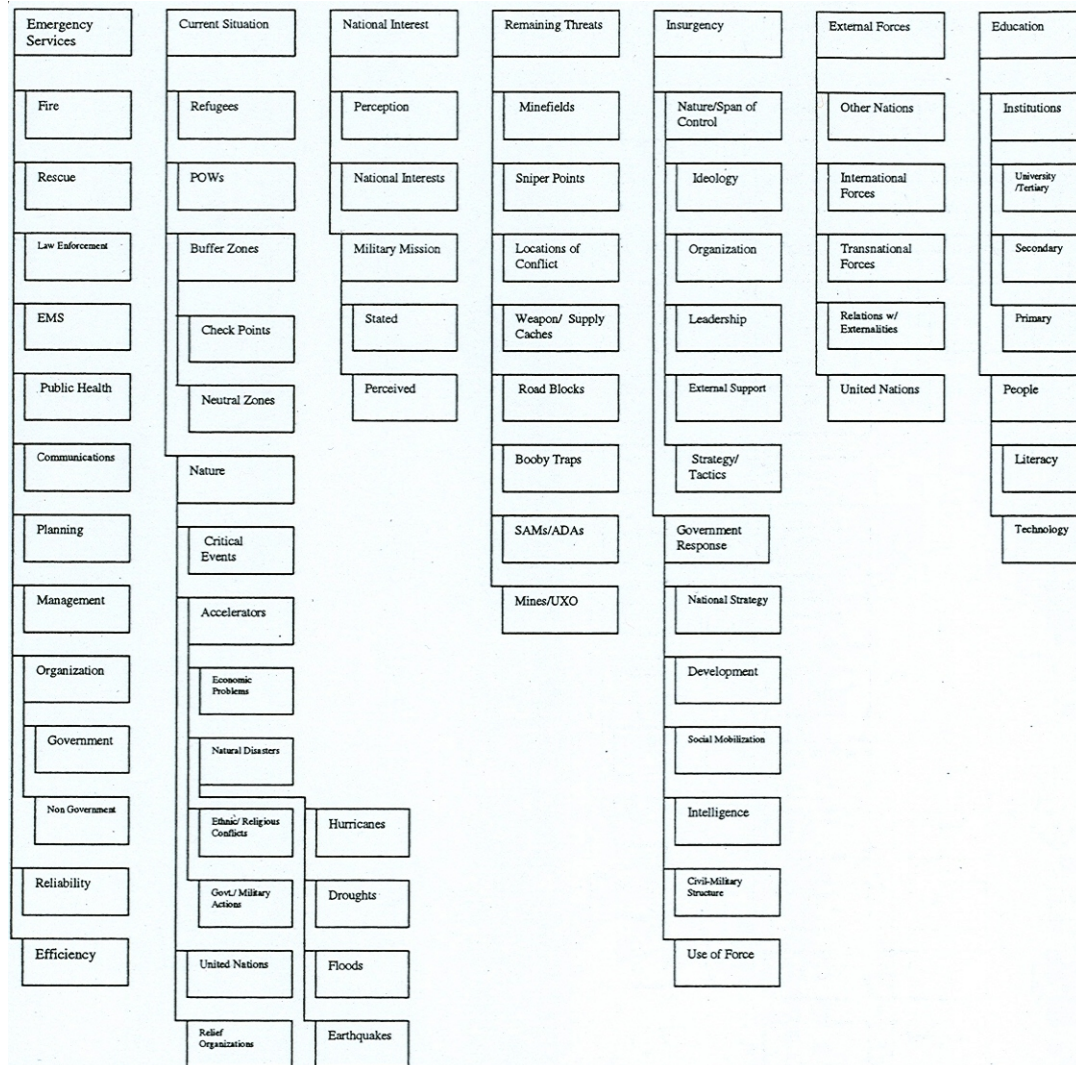 Emergency
Services
Fire
Rescue
Law Enforcement
EMS
Public Health
Communications
Planning
Management
Organization
Government
Non Government
Reliability
Efficiency
Current Situation
Refugees
POWs
Buffer Zones
Check Points
Neutral Zones
Nature
Critical
Events
Accelerators
Economic
Problems
Natural Disasters
Hurricanes
Droughts
Floods
Earthquakes
Ethnic/ Religious
Conflicts
Govt./ Military
Actions
United Nations
Relief
Organizations
National Interest
Perception
National Interests
Military Mission
Stated
Perceived
Remaining Threats
Minefields
Sniper Points
Locations of
Conflict
Weapon/ Supply
Caches
Road Blocks
Booby Traps
SAMs/ADAs
Mines/UXO
Insurgency
Nature/Span of
Control
Ideology
Organization
Leadership
External Support
Strategy/
Tactics
Government
Response
National Strategy
Development
Social Mobilization
Intelligence
Civil-Military
Structure
Use of Force
External Forces
Other Nations
International
Forces
Transnational
Forces
Relations w/
Externalities
United Nations
Education
Institutions
University
/Tertiary
Secondary
Primary
People
Literacy
Technology